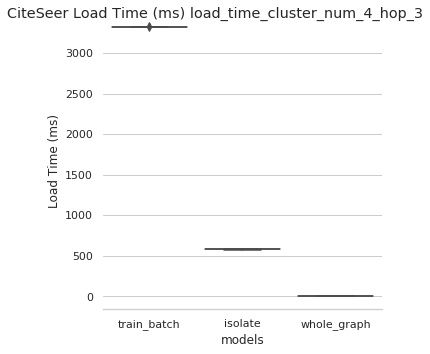 CiteSeer Load Time (ms) load_time_cluster_num_4_hop_3
3000
2500
2000
1500
1000
500
0
Load Time (ms)
train_batch isolate whole_graph
models